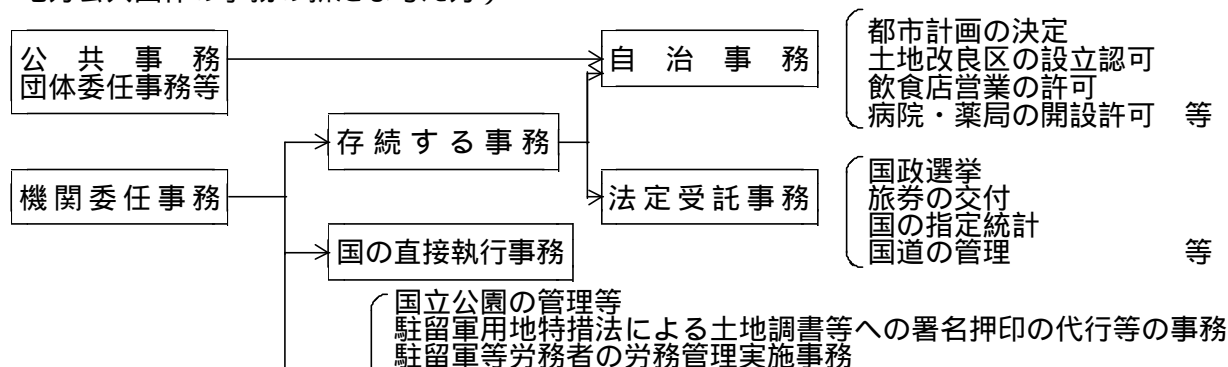 公共事務
団体委任事務等
自治事務
都市計画の決定
土地改良区の設立認可
飲食店営業の許可
病院・薬局の開設許可　等
存続する事務
機関委任事務
法定受託事務
国政選挙
旅券の交付
国の指定統計
国道の管理　等
国の直接執行事務
国立公園の管理等
駐留軍用地特措法による土地調書等への署名押印の代行等の事務
駐留軍等労務者の労務管理実施事務